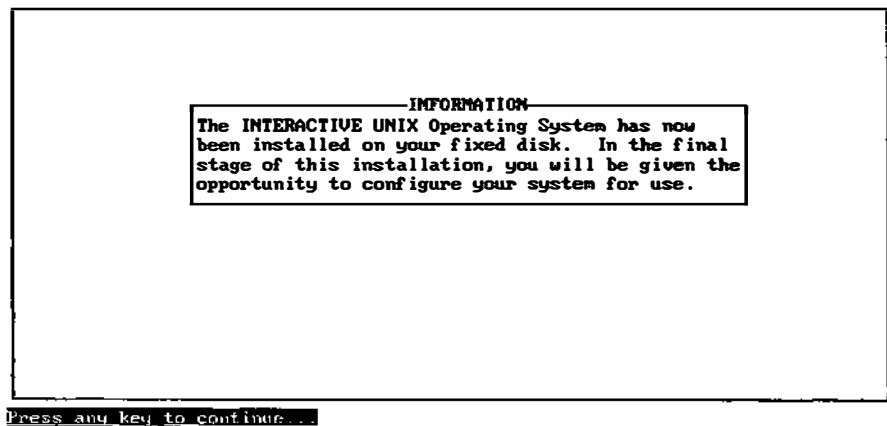 INFORMATION
The INTERACTIVE UNIX Operating System has now
been installed on your fixed disk.  In the final
stage of this installation, you will be given the
opportunity to configure your system for use.
Press any key to continue...